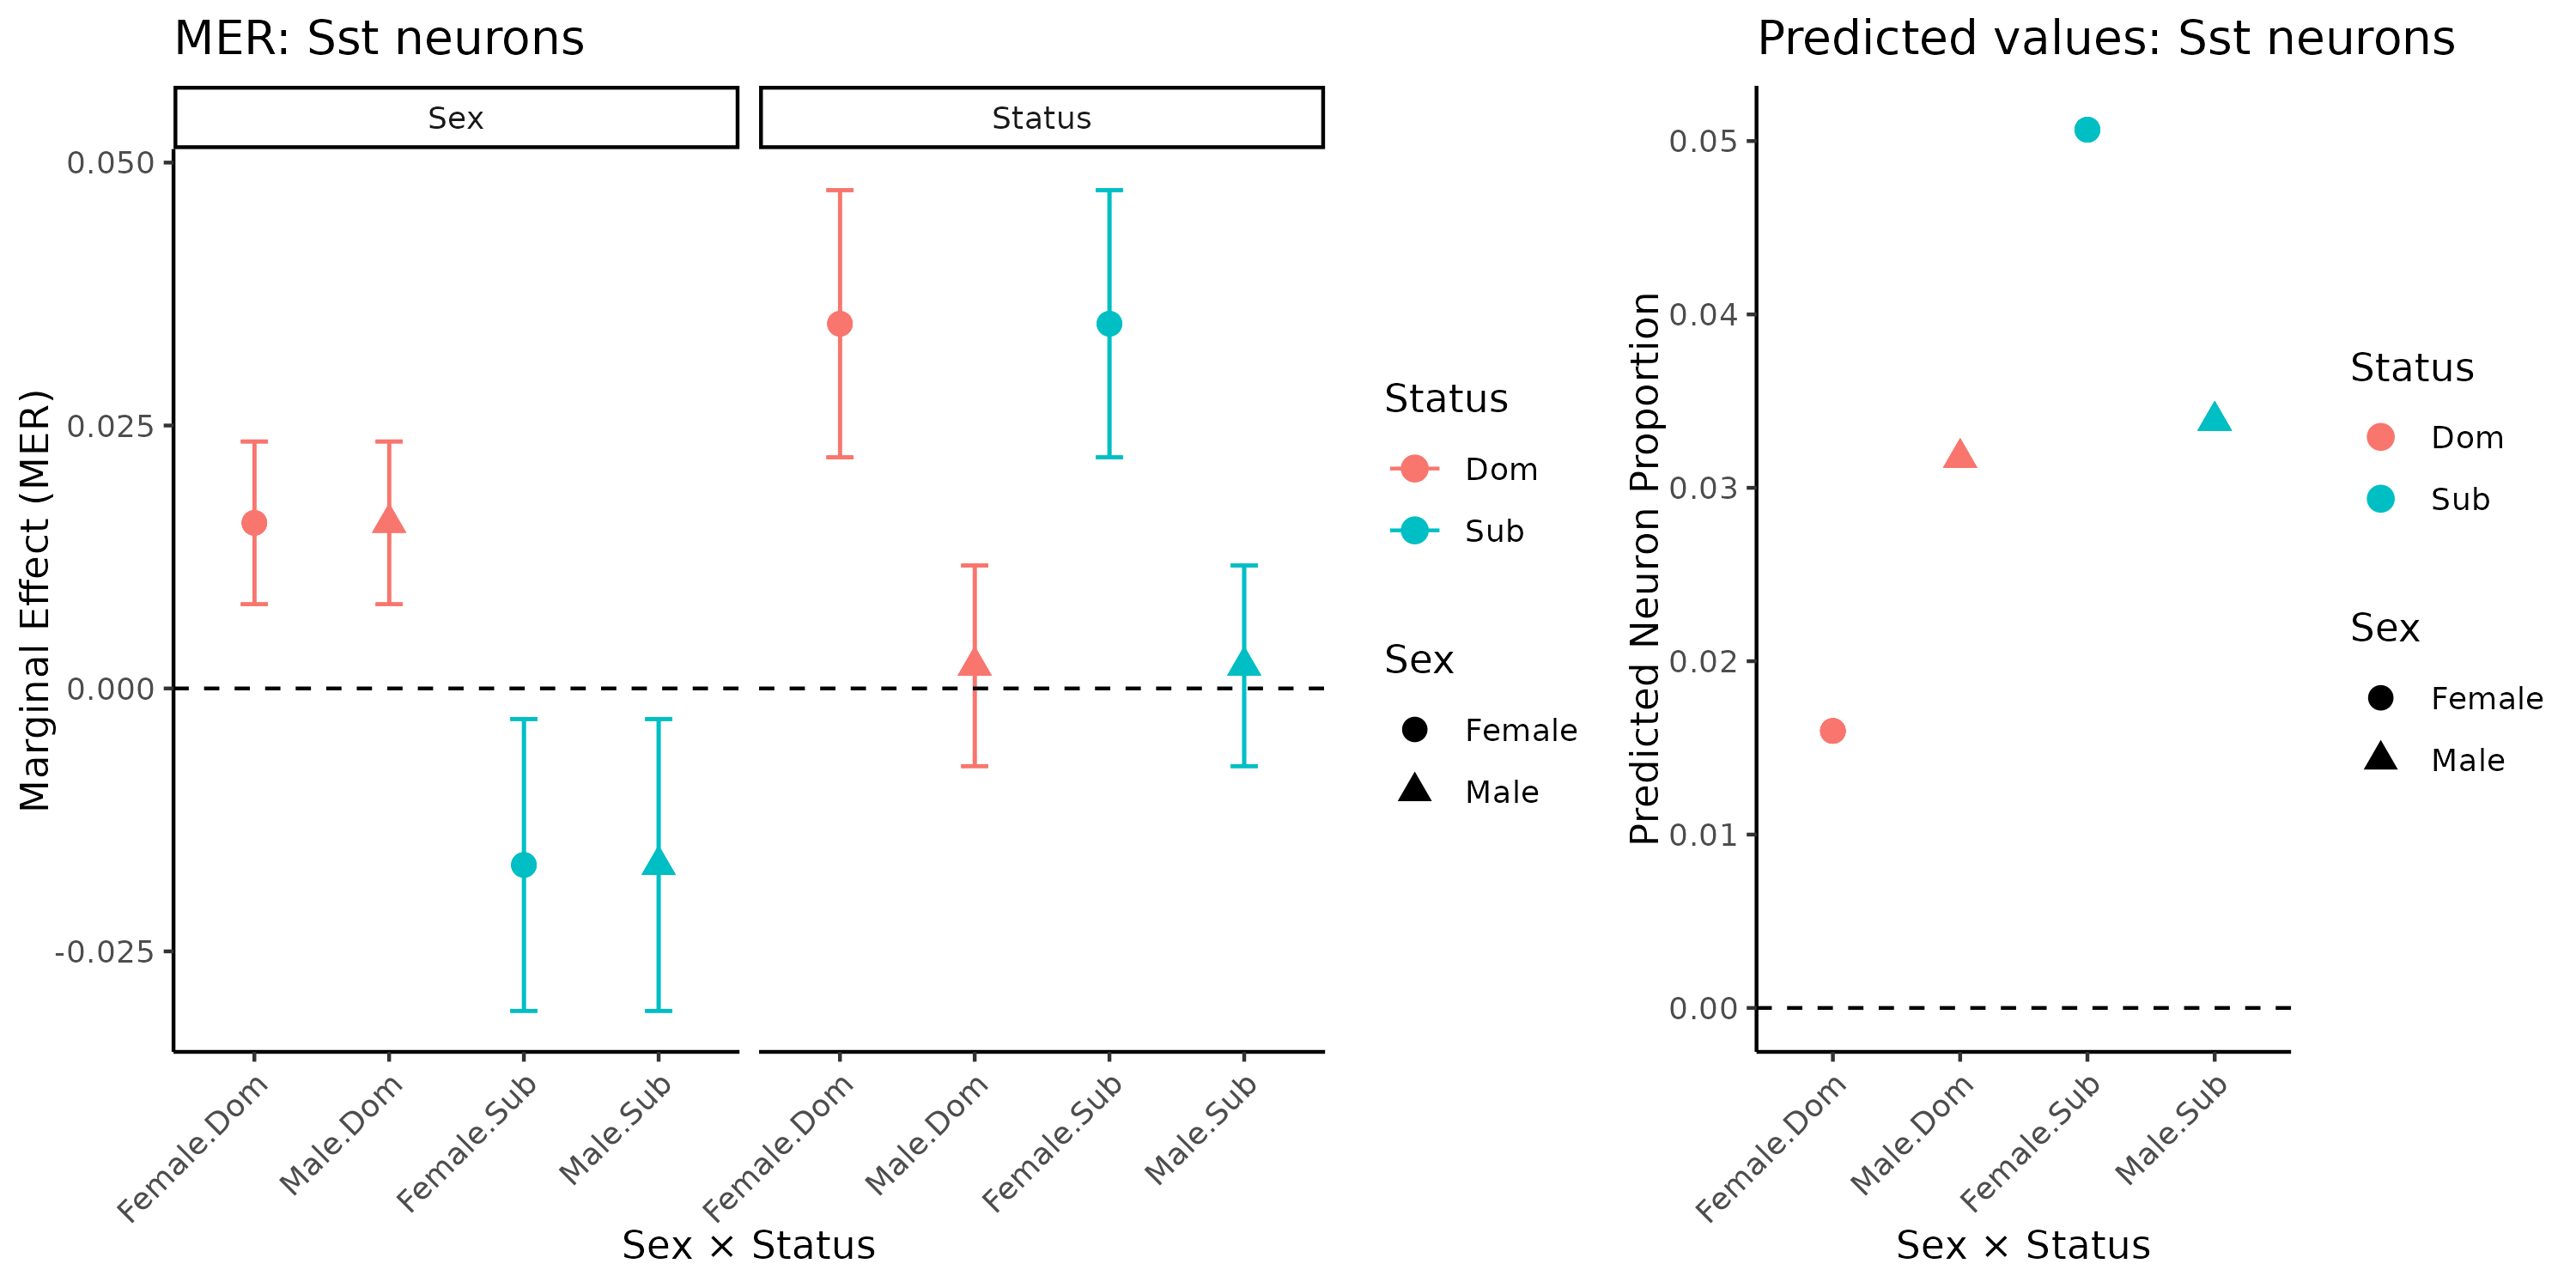 MER: Sst neurons
Sex
Status
Marginal Effect (MER)
0.050
0.025
0.000
-0.025
Female.Dom
Male.Dom
Female.Sub
Male.Sub
Female.Dom
Male.Dom
Female.Sub
Male.Sub
Sex × Status
Status
Dom
Sub
Sex
Female
Male
Predicted values: Sst neurons
Predicted Neuron Proportion
0.05
0.04
0.03
0.02
0.01
0.00
Female.Dom
Male.Dom
Female.Sub
Male.Sub
Sex × Status
Status
Dom
Sub
Sex
Female
Male